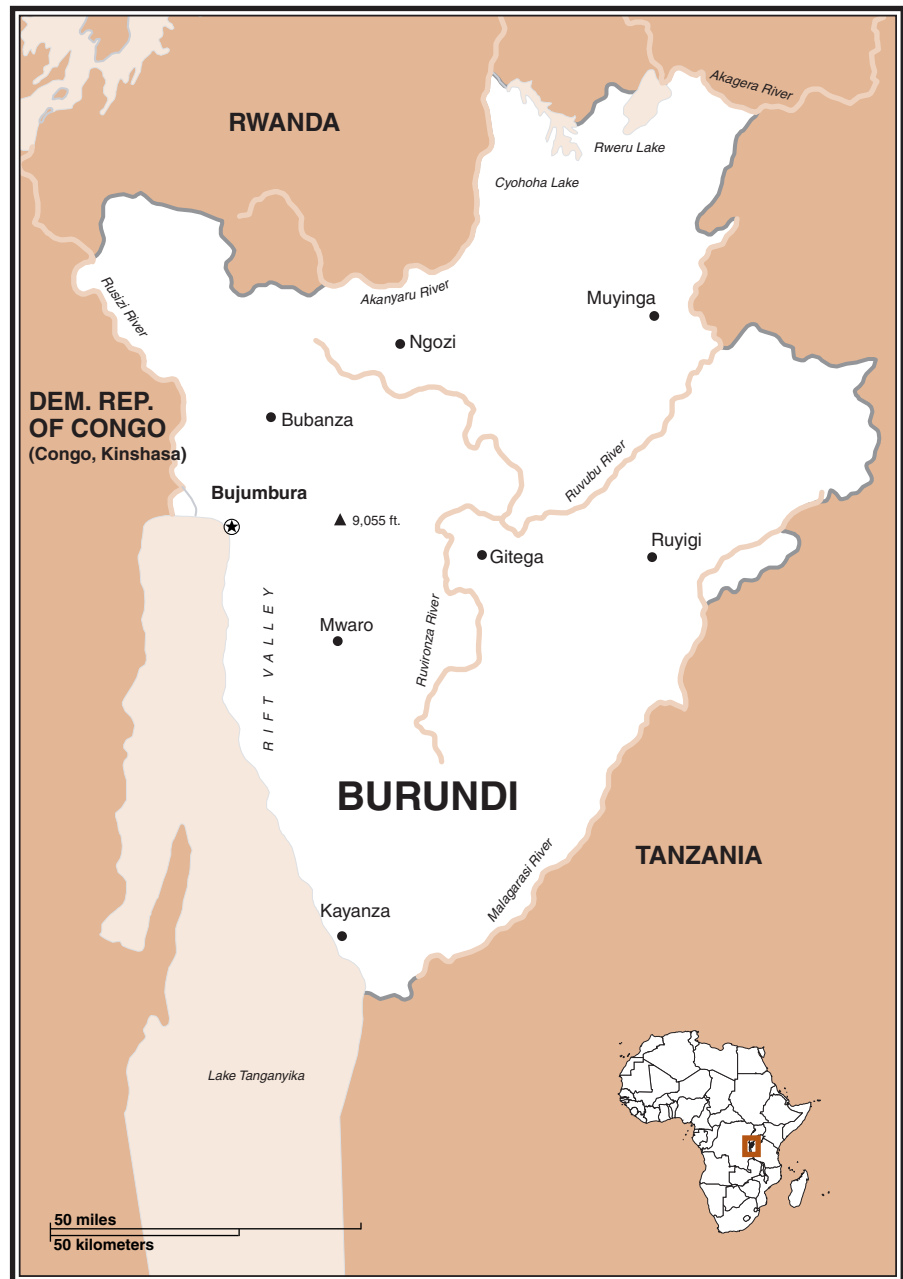 RWANDA
Akagera River
Rweru Lake
Cyohoha Lake
Rusizi River
Akanyaru River
Muyinga
Ngozi
DEM. REP.
OF CONGO
(Congo, Kinshasa)
Bubanza
Ruvubu River
Bujumbura
9,055 ft.
Gitega
Ruyigi
RIFT VALLEY
Mwaro
Ruvironza River
BURUNDI
TANZANIA
Malagarasi River
Kayanza
Lake Tanganyika
50 miles
50 kilometers